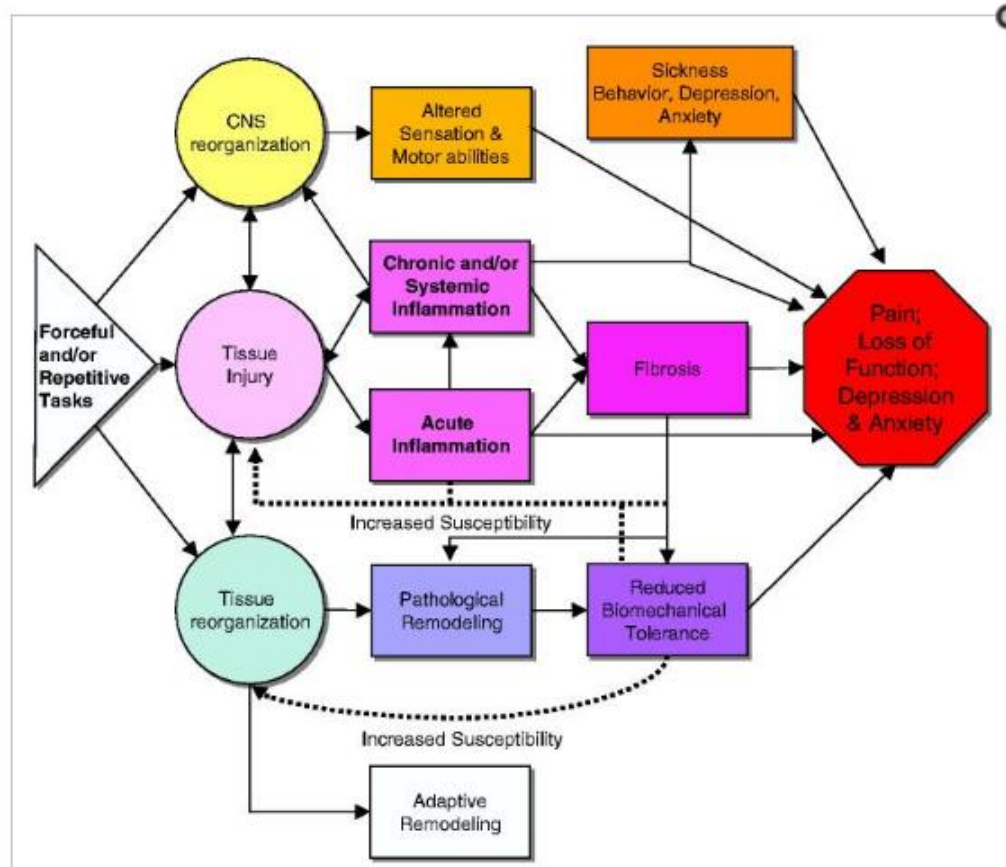 CNS
reorganization
Altered
Sensation &
Motor abilities
Sickness
Behavior, Depression,
Anxiety
Forceful
and/or
Repetitive
Tasks
Tissue
Injury
Chronic and/or
Systemic
Inflammation
Acute
Inflammation
Fibrosis
Pain;
Loss of
Function;
Depression
& Anxiety
Increased Susceptibility
Tissue
reorganization
Pathological
Remodeling
Reduced
Biomechanical
Tolerance
Increased Susceptibility
Adaptive
Remodeling